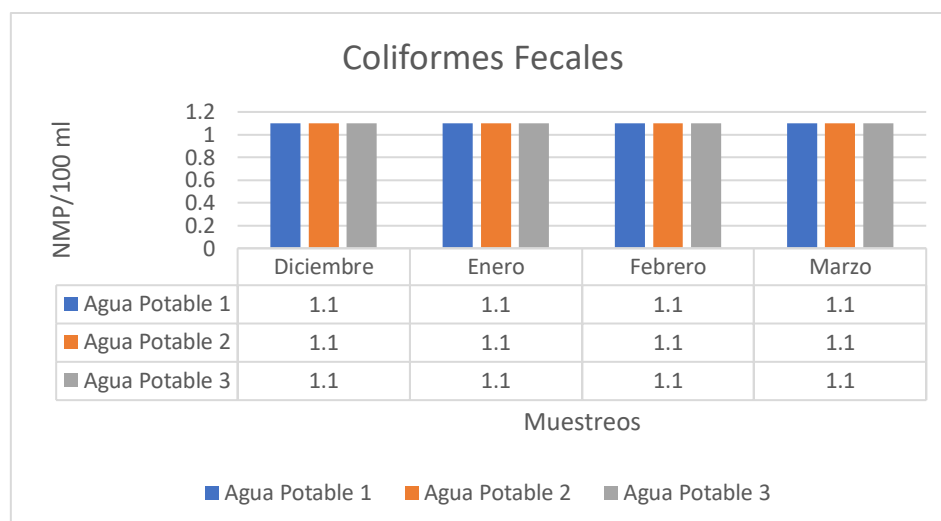 Coliformes Fecales
NMP/100 ml
1.2
1
0.8
0.6
0.4
0.2
0
Diciembre Enero Febrero Marzo
Agua Potable 1 1.1 1.1 1.1 1.1
Agua Potable 2 1.1 1.1 1.1 1.1
Agua Potable 3 1.1 1.1 1.1 1.1
Muestreos
Agua Potable 1 Agua Potable 2 Agua Potable 3